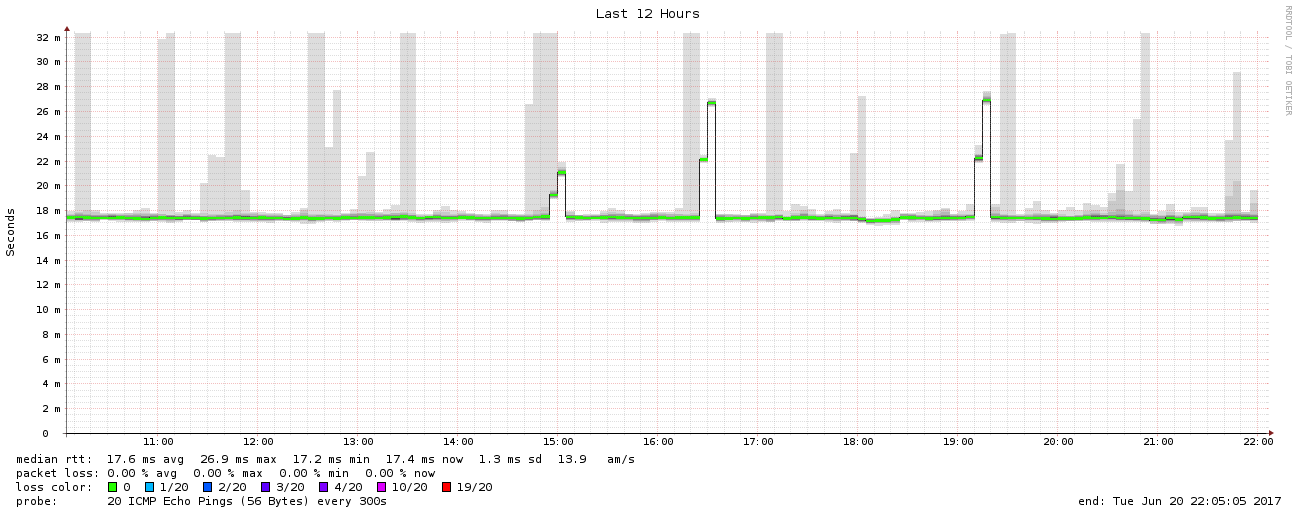 Last 12 Hours
RRDTOOL / TOBI OETIKER
Seconds
32 m
30 m
28 m
26 m
24 m
22 m
20 m
18 m
16 m
14 m
12 m
10 m
8 m
6 m
4 m
2 m
0
11:00 12:00 13:00 14:00 15:00 16:00 17:00 18:00 19:00 20:00 21:00 22:00
median rtt: 17.6 ms avg 26.9 ms max 17.2 ms min 17.4 ms now 1.3 ms sd 13.9 am/s
packet loss: 0.00 % avg 0.00 % max 0.00 % min 0.00 % now
loss color: 0 1/20 2/20 3/20 4/20 10/20 19/20
probe: 20 ICMP Echo Pings (56 Bytes) every 300s end: Tue Jun 20 22:05:05 2017